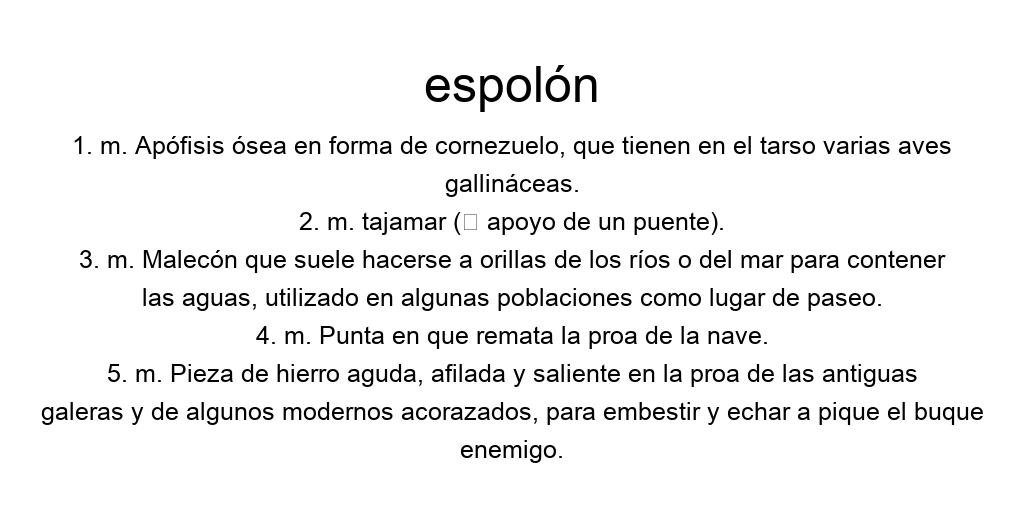 espolón
1. m. Apófisis ósea en forma de cornezuelo, que tienen en el tarso varias aves
gallináceas.
2. m. tajamar (▯ apoyo de un puente).
3. m. Malecón que suele hacerse a orillas de los ríos o del mar para contener
las aguas, utilizado en algunas poblaciones como lugar de paseo.
4. m. Punta en que remata la proa de la nave.
5. m. Pieza de hierro aguda, afilada y saliente en la proa de las antiguas
galeras y de algunos modernos acorazados, para embestir y echar a pique el buque
enemigo.